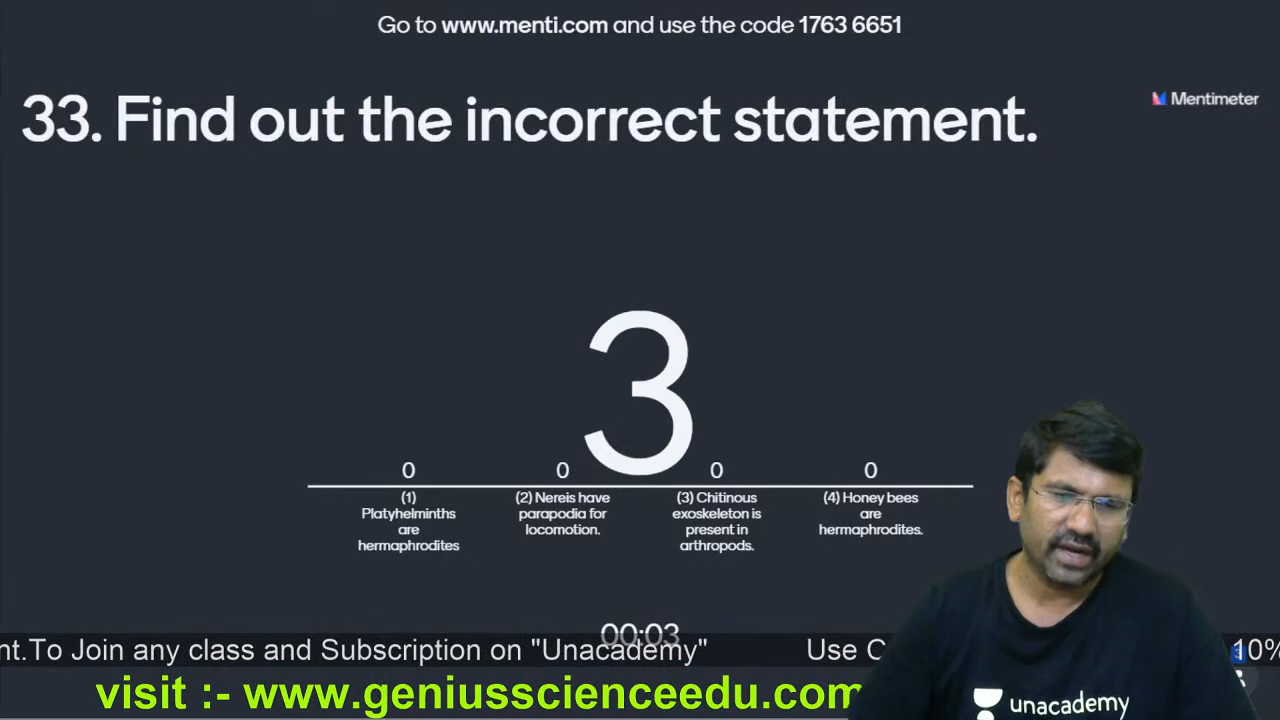 Go to www.menti.com and use the code 1763 6651
33. Find out the incorrect statement.
Mentimeter
3
0 0 0 0
(1)
Platyhelminths
are
hermaphrodites
(2) Nereis have
parapodia for
locomotion.
(3) Chitinous
exoskeleton is
present in
arthropods.
(4) Honey bees
are
hermaphrodites.
00:03
nt.To Join any class and Subscription on "Unacademy" Use C 10%
visit :- www.geniusscienceedu.com
unacademy